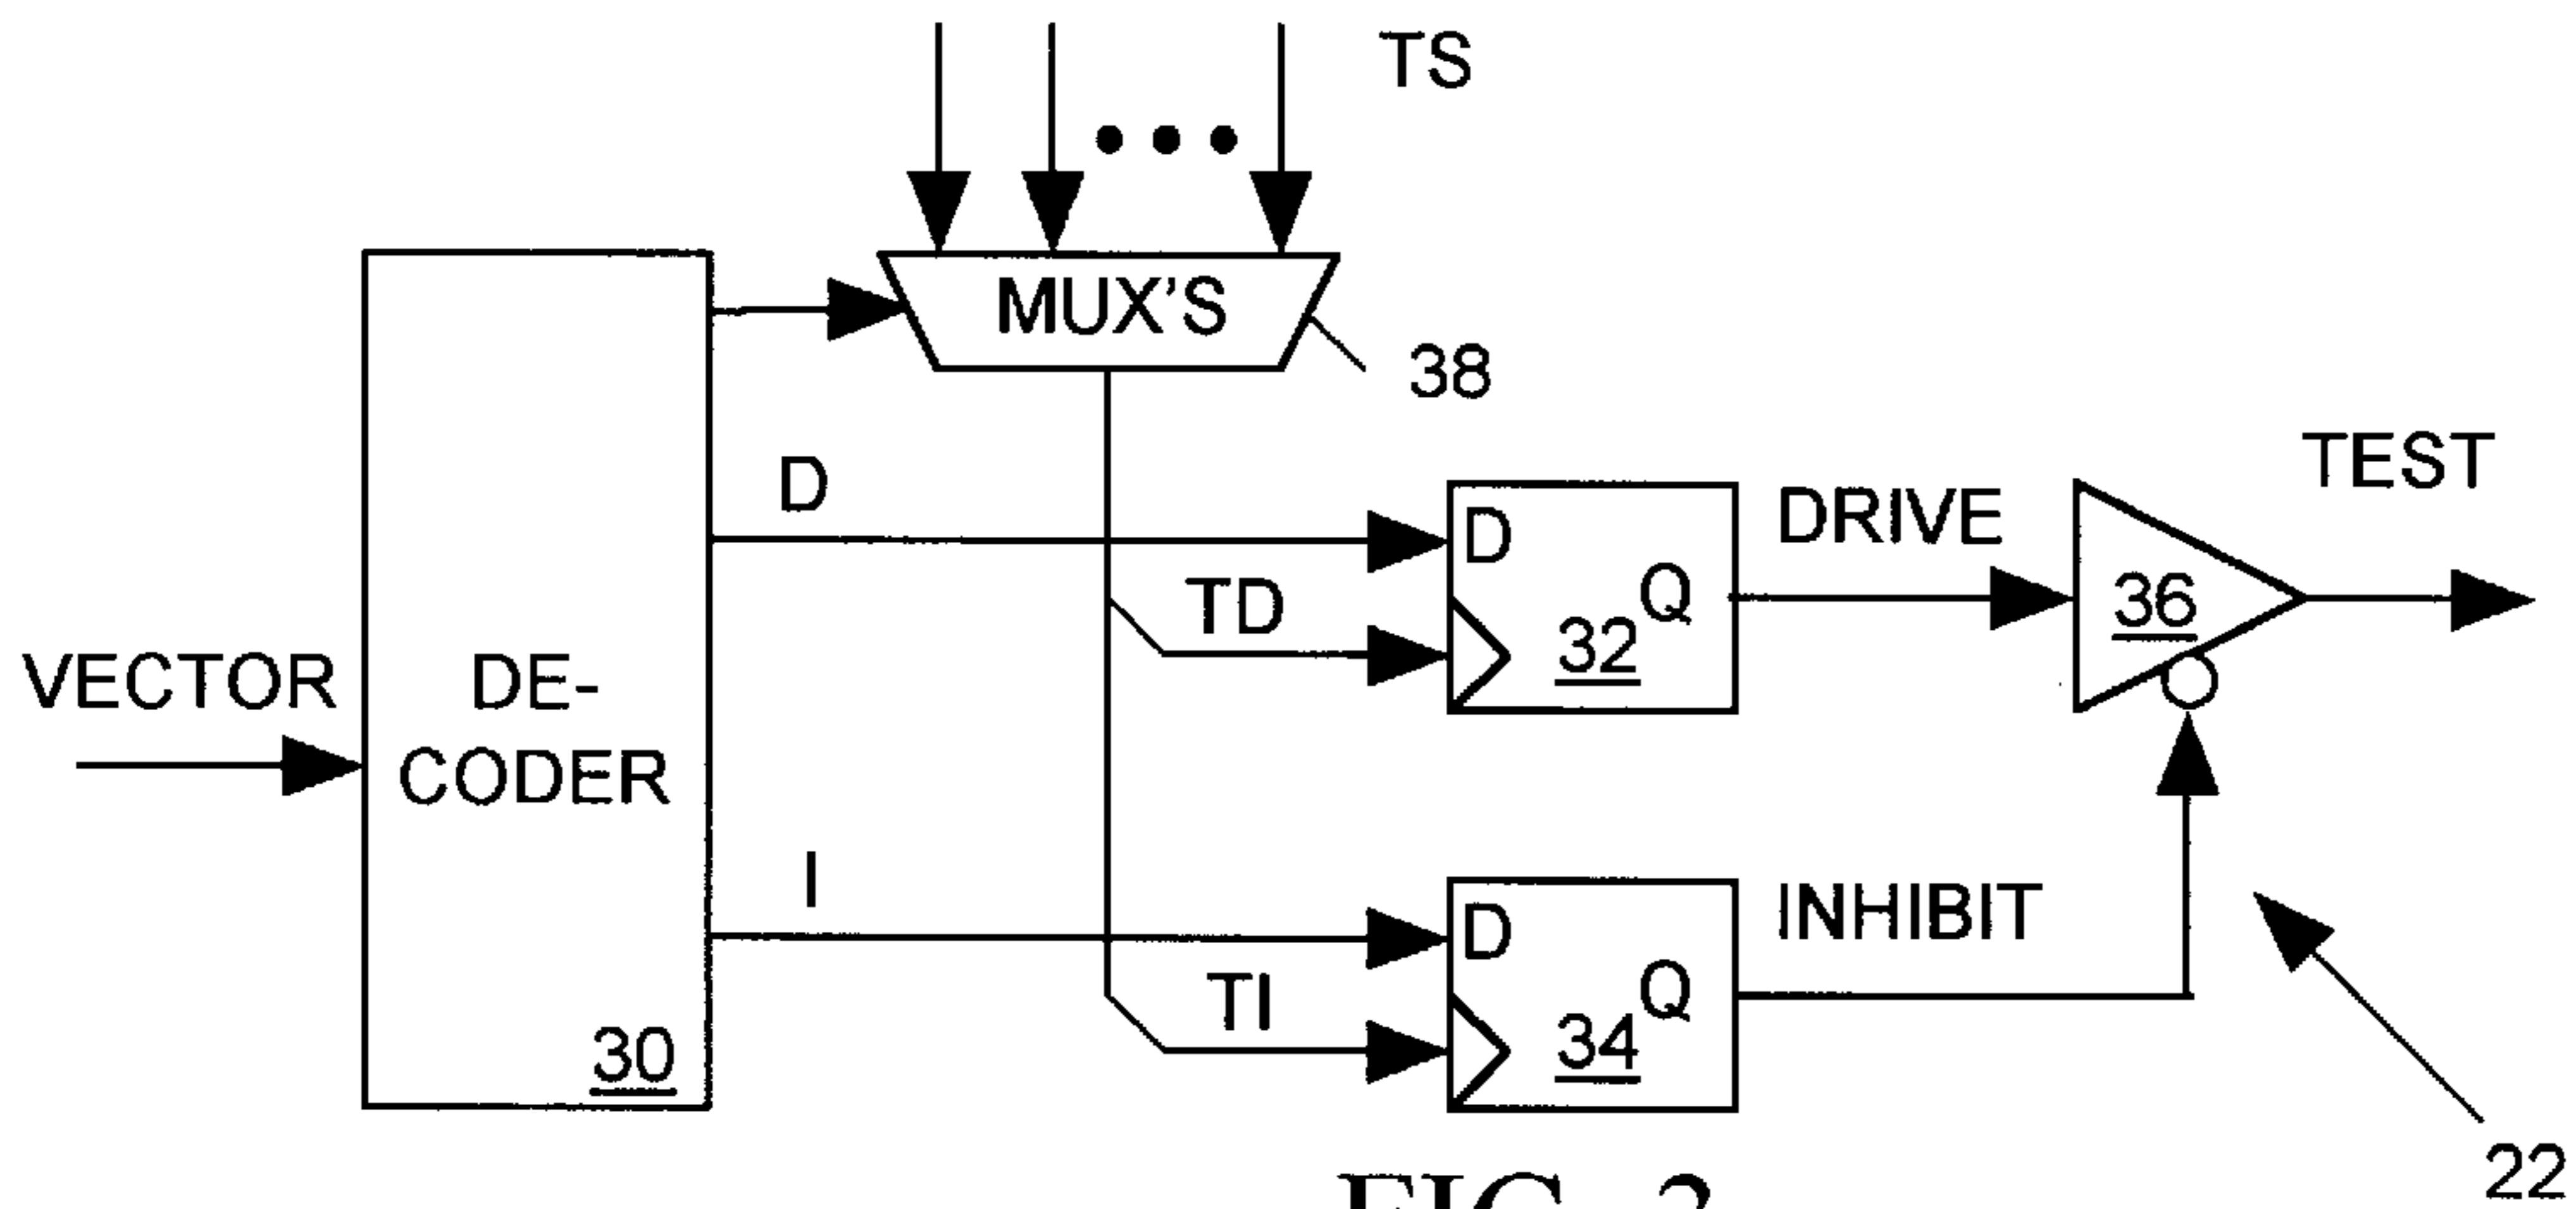 TS
MUX'S
38
D
TEST
D
DRIVE
Q
TD
36
32
VECTOR
DE-
CODER
I
D
INHIBIT
Q
TI
34
30
22